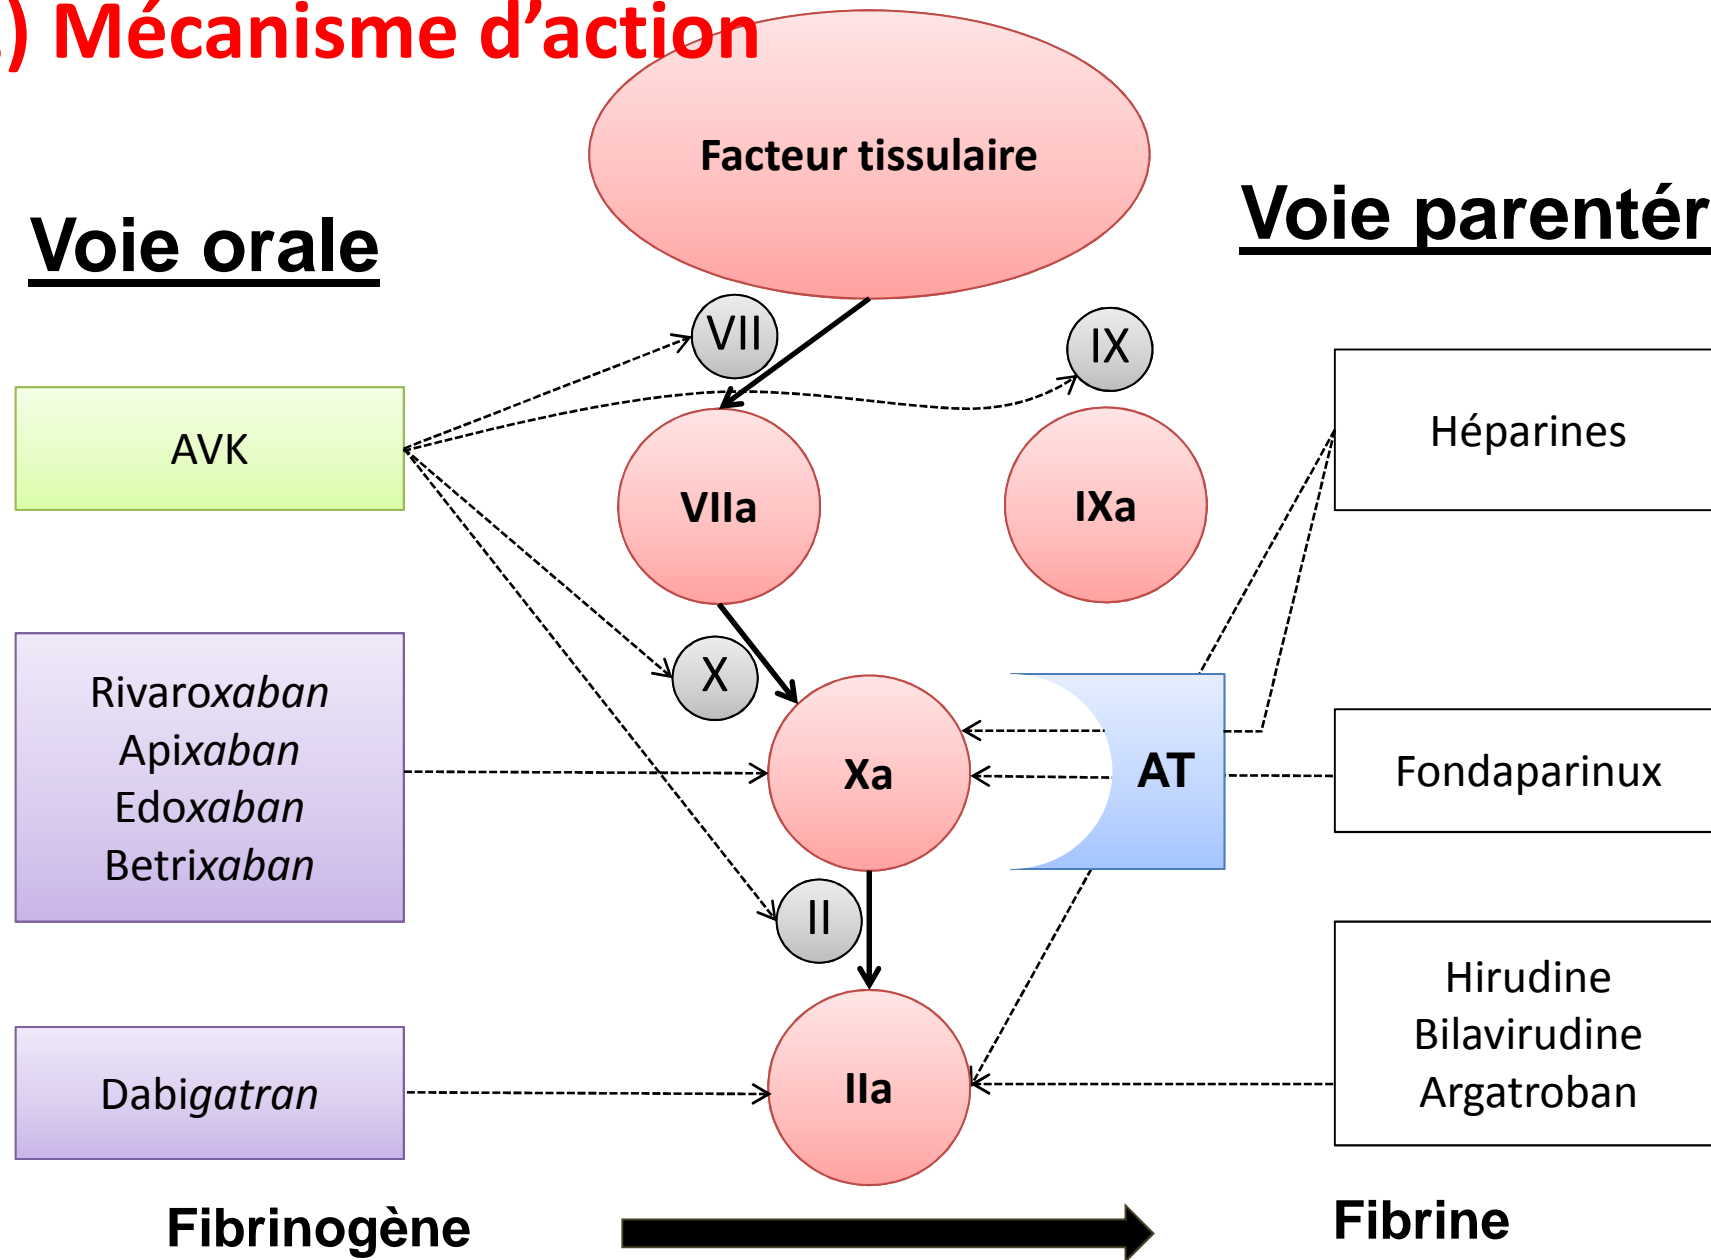 ) Mécanisme d’action
Facteur tissulaire
Voie orale
Voie parentér
VII
IX
AVK
Héparines
VIIa
IXa
X
Rivaroxaban
Apixaban
Edoxaban
Betrixaban
Xa
AT
Fondaparinux
II
Hirudine
Bilavirudine
Argatroban
Dabigatran
IIa
Fibrinogène
Fibrine